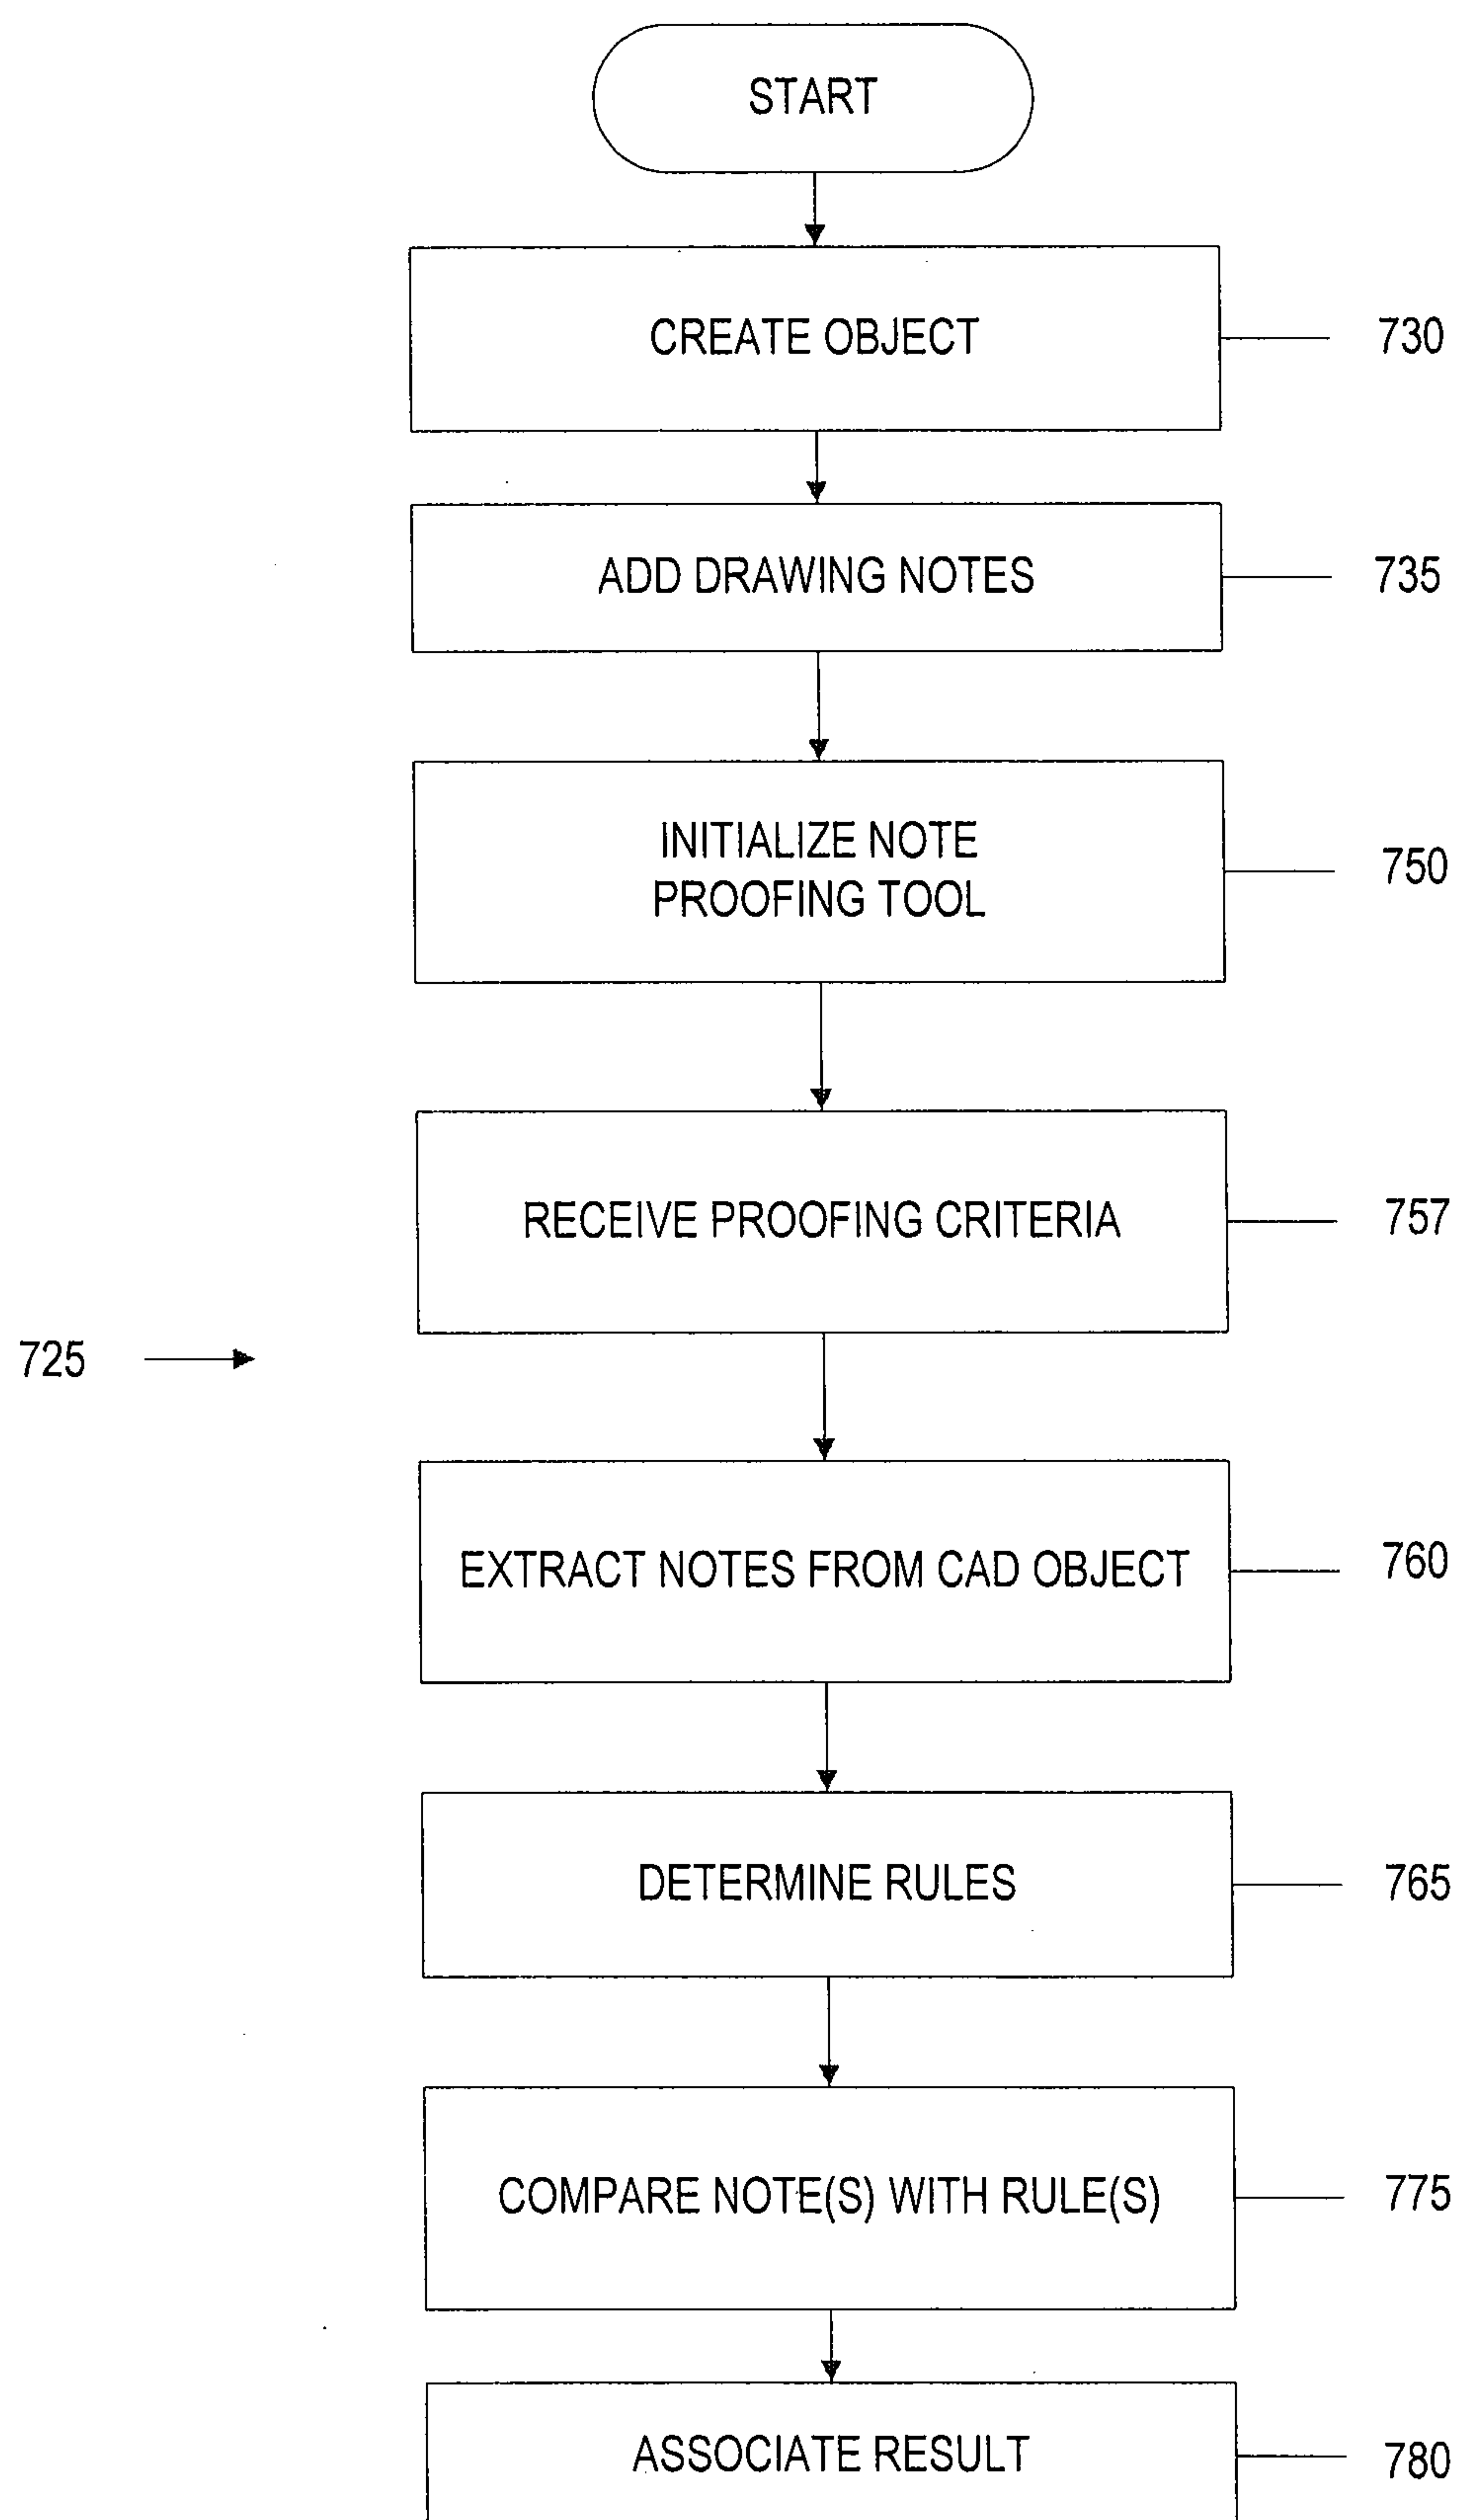 START
CREATE OBJECT
730
ADD DRAWING NOTES
735
INITIALIZE NOTE
PROOFING TOOL
750
RECEIVE PROOFING CRITERIA
757
725
EXTRACT NOTES FROM CAD OBJECT
760
DETERMINE RULES
765
COMPARE NOTE(S) WITH RULE(S)
775
ASSOCIATE RESULT
780